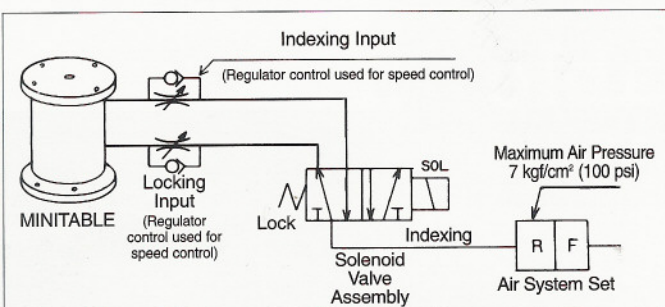 Indexing Input
(Regulator control used for speed control)
Locking
Input
(Regulator
control used for
speed control)
MINITABLE
SOL
Lock
Indexing
Solenoid
Valve
Assembly
Maximum Air Pressure
7 kgf/cm² (100 psi)
R F
Air System Set